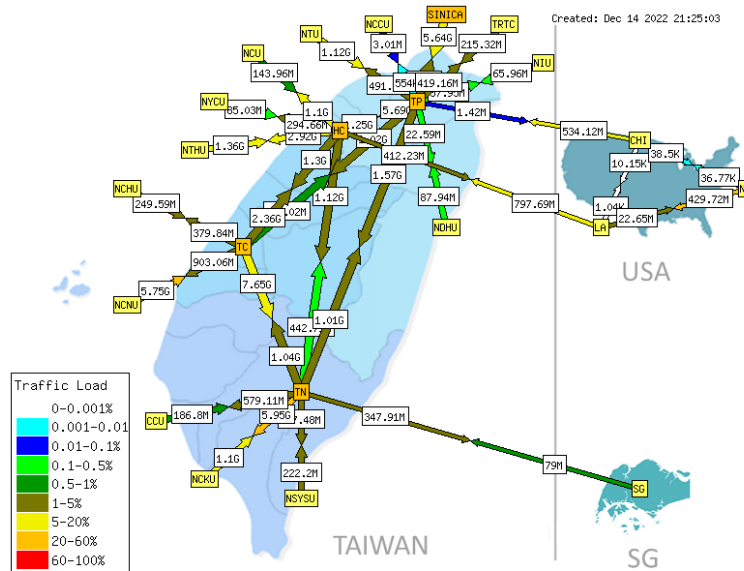 Created: Dec 14 2022 21:25:03
SINICA
NCCU
TRTC
NTU
3.01M
5.64G
215.32M
NCU
1.12G
NIU
143.96M
491.
554
419.16M
65.96M
NYCU
TP
85.03M
1.1G
5.69
1.42M
294.66M
HC
.25G
22.59M
534.12M
CHI
NTHU
1.36G
2.92G
.02G
412.23M
38.5K
1.3G
1.57G
10.15K
36.77K
NCHU
1.12G
87.94M
797.69M
1.04K
429.72M
249.59M
2.36G
.02M
NDHU
LA
22.65M
379.84M
TC
903.06M
USA
5.75G
7.65G
NCNU
442.
1.01G
1.04G
Traffic Load
0-0.001%
0.001-0.01
0.01-0.1%
0.1-0.5%
0.5-1%
1-5%
5-20%
20-60%
60-100%
TN
579.11M
CCU
186.8M
5.95G
7.48M
347.91M
1.1G
222.2M
79M
NCKU
SG
NSYSU
TAIWAN
SG